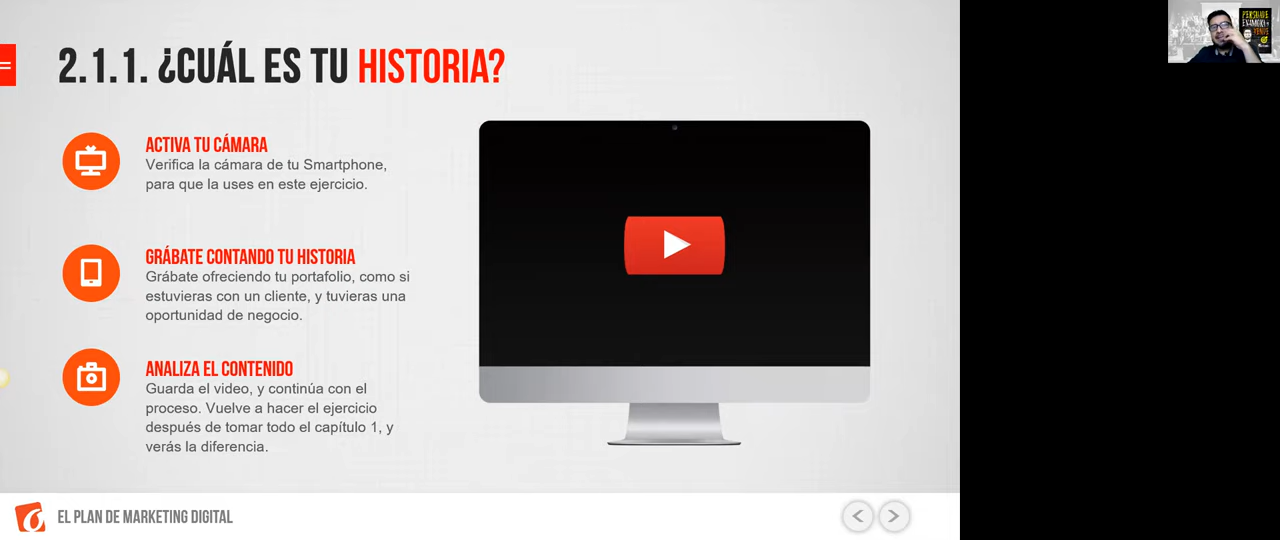 2.1.1. ¿CUÁL ES TU HISTORIA?
ACTIVA TU CÁMARA
Verifica la cámara de tu Smartphone,
para que la uses en este ejercicio.
GRÁBATE CONTANDO TU HISTORIA
Grábate ofreciendo tu portafolio, como si
estuvieras con un cliente, y tuvieras una
oportunidad de negocio.
ANALIZA EL CONTENIDO
Guarda el video, y continúa con el
proceso. Vuelve a hacer el ejercicio
después de tomar todo el capítulo 1, y
verás la diferencia.
EL PLAN DE MARKETING DIGITAL
PERSUADE
ENAMORA Y
VENDE